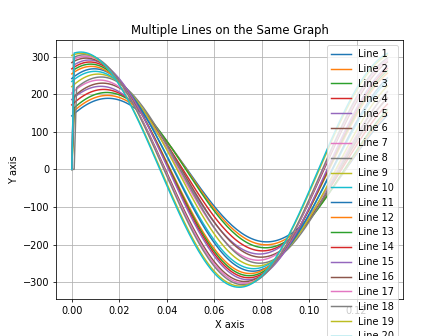 Multiple Lines on the Same Graph
Y axis
300
200
100
0
−100
−200
−300
0.00
0.02
0.04
0.06
0.08
0.10
X axis
Line 1
Line 2
Line 3
Line 4
Line 5
Line 6
Line 7
Line 8
Line 9
Line 10
Line 11
Line 12
Line 13
Line 14
Line 15
Line 16
Line 17
Line 18
Line 19
Line 20